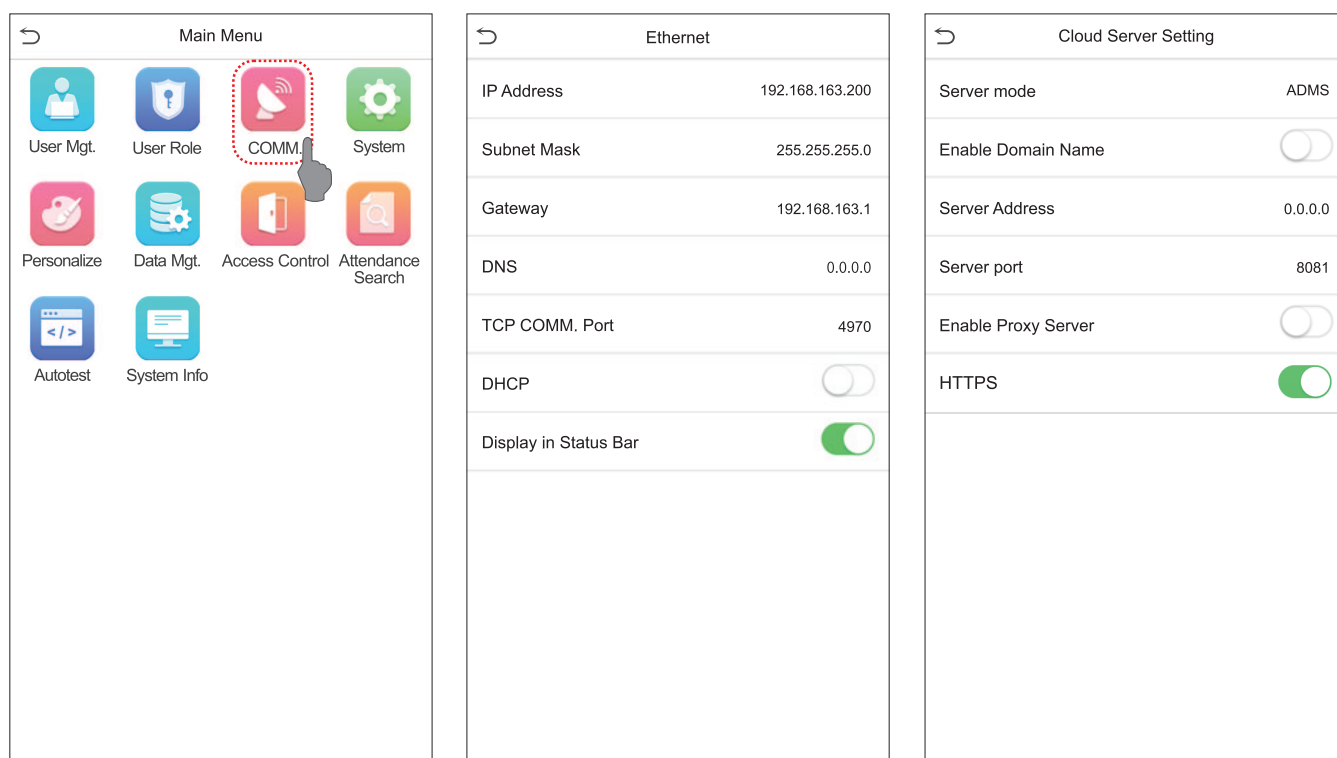 Main Menu
User Mgt.
User Role
COMM.
System
Personalize
Data Mgt.
Access Control
Attendance
Search
Autotest
</>
System Info
Ethernet
IP Address 192.168.163.200
Subnet Mask 255.255.255.0
Gateway 192.168.163.1
DNS 0.0.0.0
TCP COMM. Port 4970
DHCP
Display in Status Bar
Cloud Server Setting
Server mode ADMS
Enable Domain Name
Server Address 0.0.0.0
Server port 8081
Enable Proxy Server
HTTPS